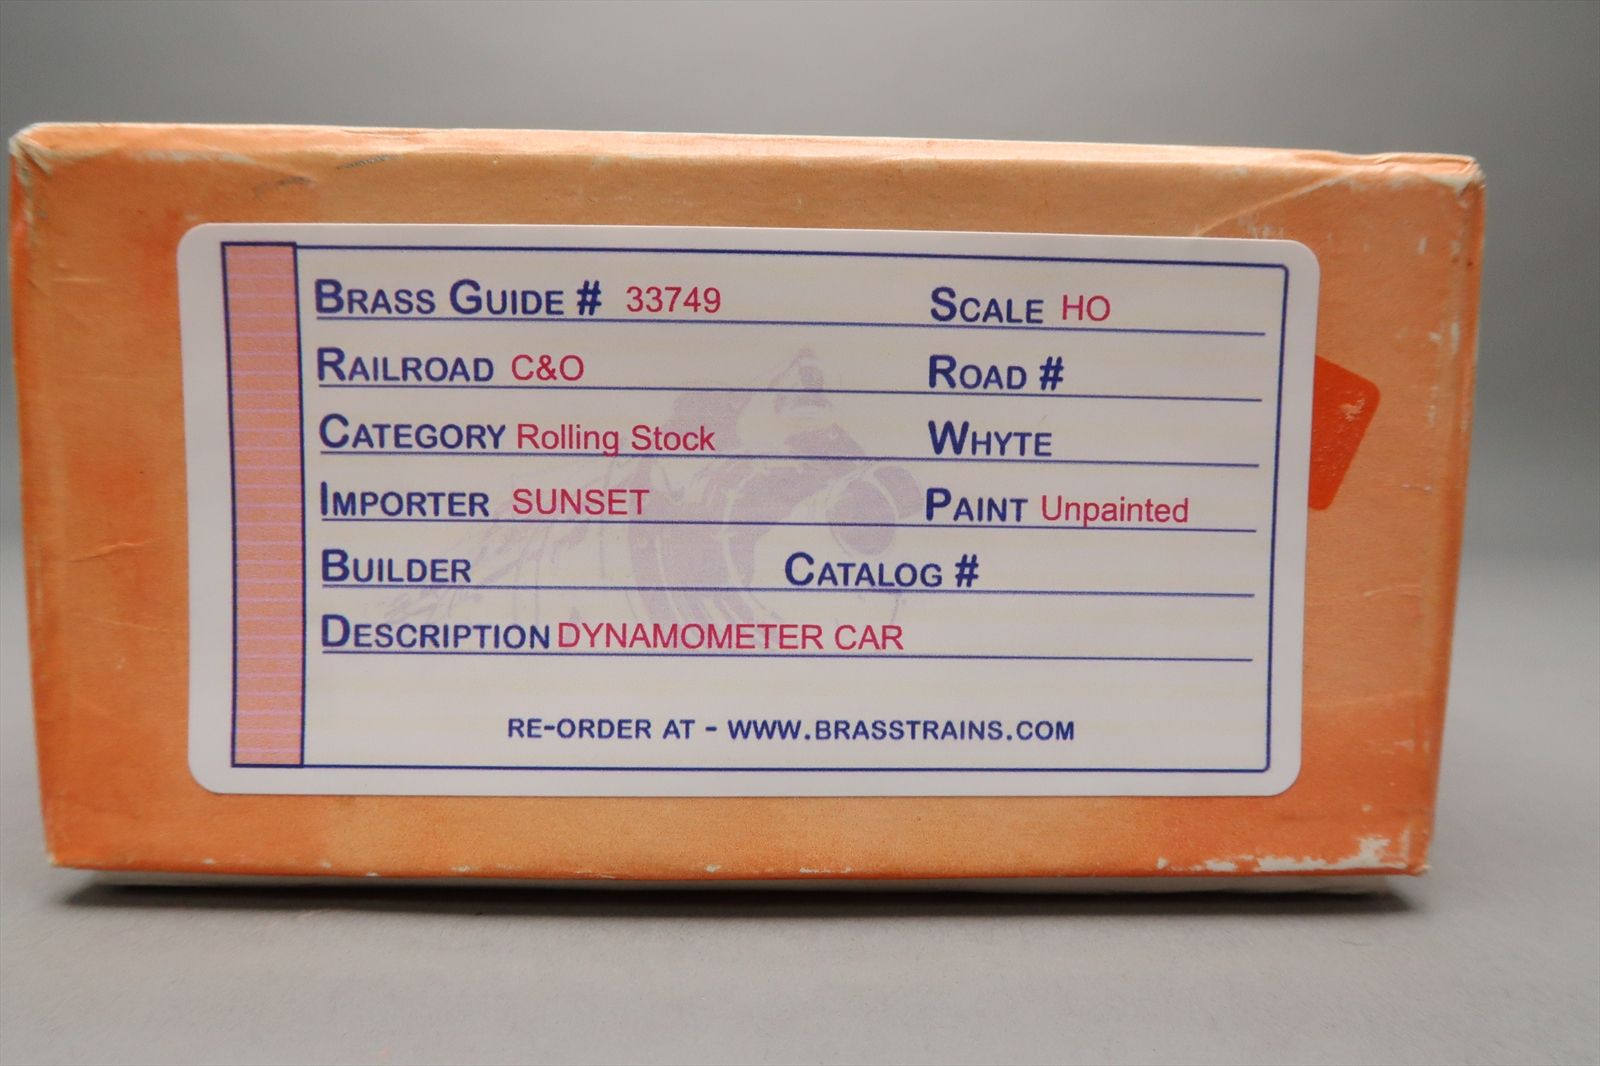 BRASS GUIDE # 33749 SCALE HO
RAILROAD C&O ROAD #
CATEGORY Rolling Stock WHYTE
IMPORTER SUNSET PAINT Unpainted
BUILDER CATALOG #
DESCRIPTION DYNAMOMETER CAR
RE-ORDER AT - WWW.BRASSTRAINS.COM